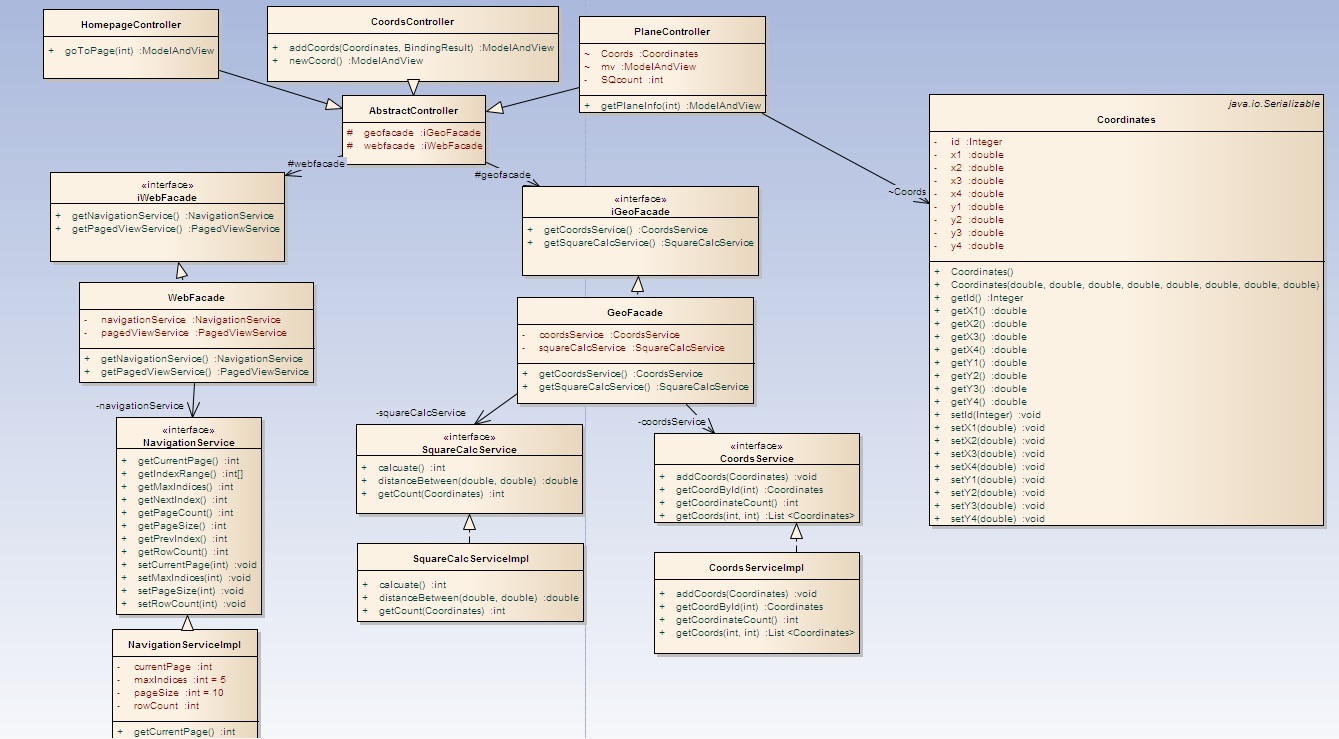 HomepageController
+ goToPage(int) :ModelAndView
CoordsController
+ addCoords(Coordinates, BindingResult) :ModelAndView
+ newCoord() :ModelAndView
PlaneController
~ Coords :Coordinates
~ mv :ModelAndView
- SQcount :int
+ getPlaneInfo(int) :ModelAndView
AbstractController
# geofacade :iGeoFacade
# webfacade :iWebFacade
#webfacade
#geofacade
~Coords
java.io.Serializable
Coordinates
- id :Integer
- x1 :double
- x2 :double
- x3 :double
- x4 :double
- y1 :double
- y2 :double
- y3 :double
- y4 :double
+ Coordinates()
+ Coordinates(double, double, double, double, double, double, double, double)
+ getId() :Integer
+ getX1() :double
+ getX2() :double
+ getX3() :double
+ getX4() :double
+ getY1() :double
+ getY2() :double
+ getY3() :double
+ getY4() :double
+ setId(Integer) :void
+ setX1(double) :void
+ setX2(double) :void
+ setX3(double) :void
+ setX4(double) :void
+ setY1(double) :void
+ setY2(double) :void
+ setY3(double) :void
+ setY4(double) :void
«interface»
iWebFacade
+ getNavigationService() :NavigationService
+ getPagedViewService() :PagedViewService
«interface»
iGeoFacade
+ getCoordsService() :CoordsService
+ getSquareCalcService() :SquareCalcService
WebFacade
- navigationService :NavigationService
- pagedViewService :PagedViewService
+ getNavigationService() :NavigationService
+ getPagedViewService() :PagedViewService
GeoFacade
- coordsService :CoordsService
- squareCalcService :SquareCalcService
+ getCoordsService() :CoordsService
+ getSquareCalcService() :SquareCalcService
-navigationService
-squareCalcService
-coordsService
«interface»
NavigationService
+ getCurrentPage() :int
+ getIndexRange() :int[]
+ getMaxIndices() :int
+ getNextIndex() :int
+ getPageCount() :int
+ getPageSize() :int
+ getPrevIndex() :int
+ getRowCount() :int
+ setCurrentPage(int) :void
+ setMaxIndices(int) :void
+ setPageSize(int) :void
+ setRowCount(int) :void
«interface»
SquareCalcService
+ calcuate() :int
+ distanceBetween(double, double) :double
+ getCount(Coordinates) :int
«interface»
CoordsService
+ addCoords(Coordinates) :void
+ getCoordById(int) :Coordinates
+ getCoordinateCount() :int
+ getCoords(int, int) :List <Coordinates>
SquareCalcServiceImpl
+ calcuate() :int
+ distanceBetween(double, double) :double
+ getCount(Coordinates) :int
CoordsServiceImpl
+ addCoords(Coordinates) :void
+ getCoordById(int) :Coordinates
+ getCoordinateCount() :int
+ getCoords(int, int) :List <Coordinates>
NavigationServiceImpl
- currentPage :int
- maxIndices :int = 5
- pageSize :int = 10
- rowCount :int
+ getCurrentPage() :int